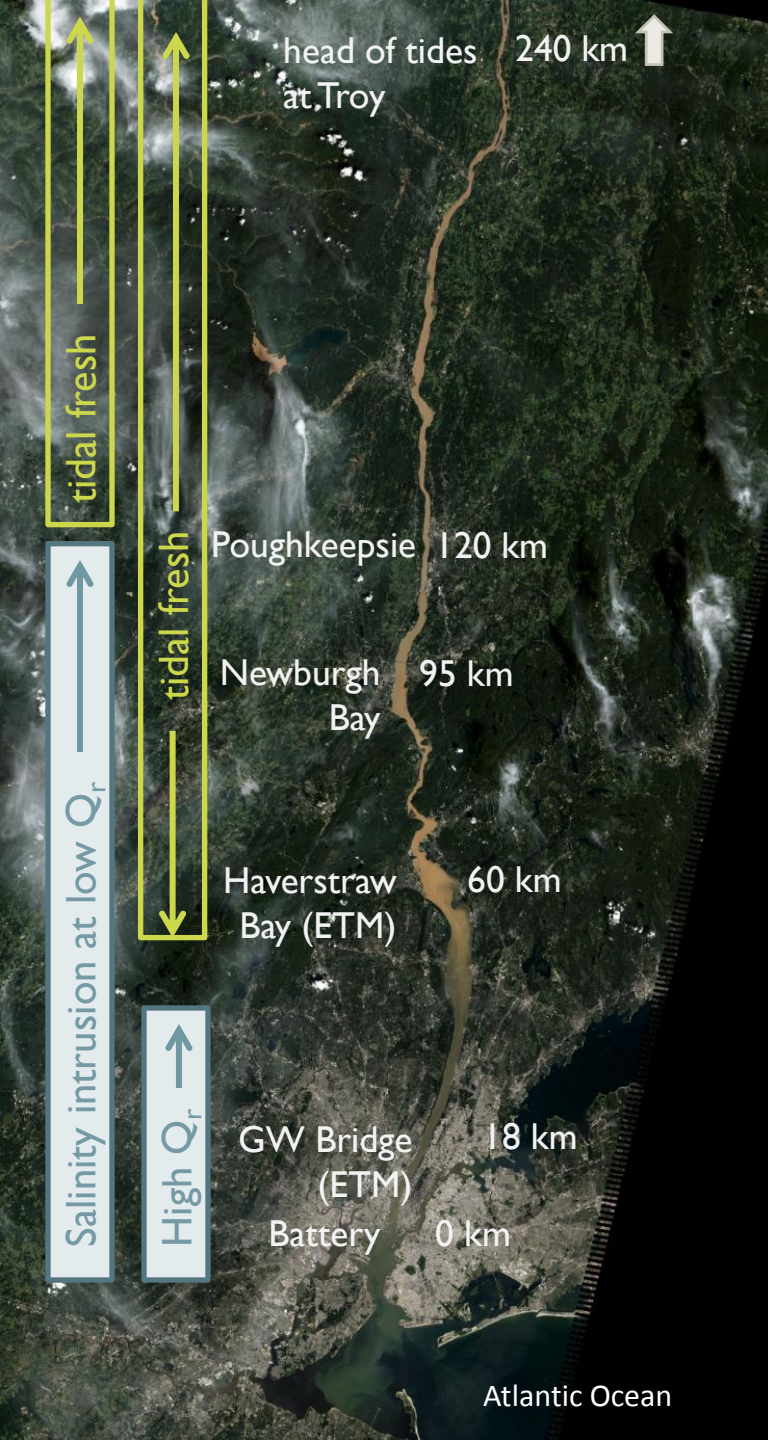 head of tides
at Troy
240 km
tidal fresh
tidal fresh
Poughkeepsie
120 km
Newburgh
Bay
95 km
Haverstraw
Bay (ETM)
60 km
Salinity intrusion at low Qr
High Qr
GW Bridge
(ETM)
18 km
Battery
0 km
Atlantic Ocean